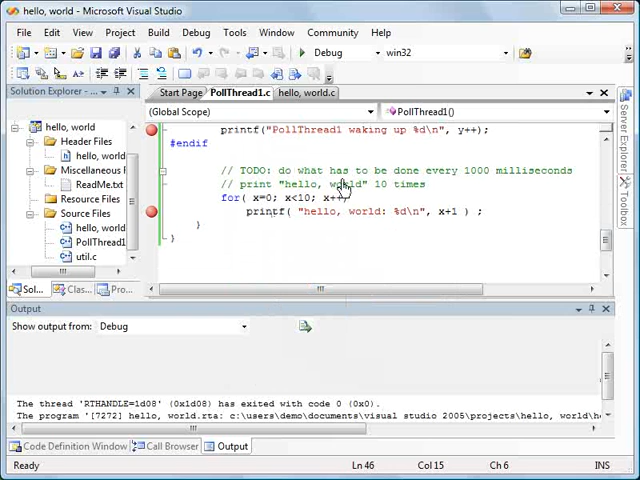 hello, world - Microsoft Visual Studio
File Edit View Project Build Debug Tools Window Community Help
Debug win32
Solution Explorer - ...
Start Page PollThread1.c hello, world.c
(Global Scope) PollThread1()
hello, world
Header Files
hello, world
Miscellaneous
ReadMe.txt
Resource Files
Source Files
hello, world
PollThread1
util.c
Sol... Clas... Pro...
printf("PollThread1 waking up %d\n", y++);
#endif
// TODO: do what has to be done every 1000 milliseconds
// print "hello, world" 10 times
for( x=0; x<10; x++)
printf( "hello, world: %d\n", x+1 ) ;
}
}
Server Explorer
Toolbox
Output
Show output from: Debug
The thread 'RTHANDLE=1d08' (0x1d08) has exited with code 0 (0x0).
The program '[7272] hello, world.rta: c:\users\demo\documents\visual studio 2005\projects\hello, world\h
Code Definition Window Call Browser Output
Ready Ln 46 Col 15 Ch 6 INS